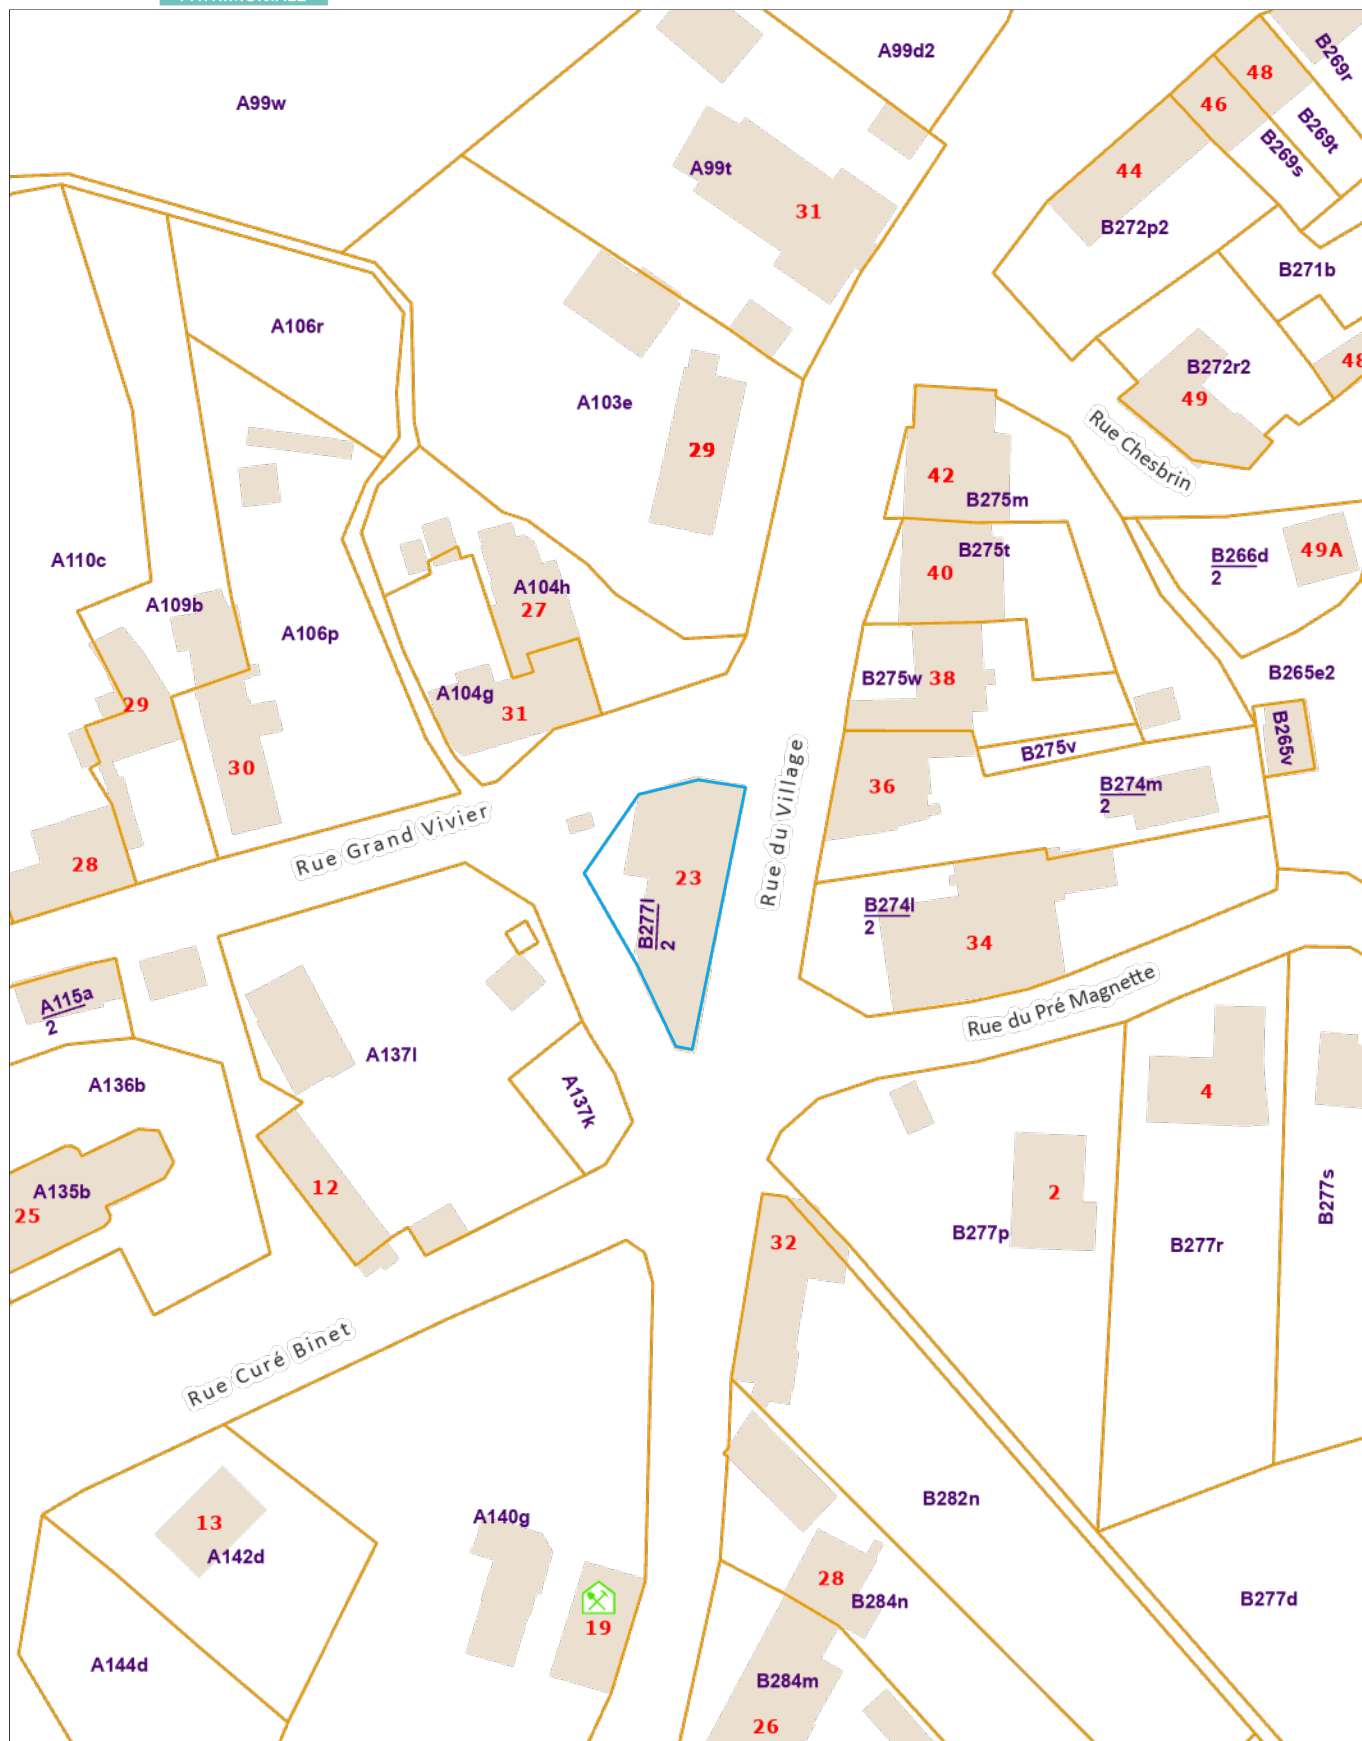 A99d2
B269r
A99w
48
46
B269t
A99t
B269s
44
31
B272p2
B271b
A106r
48
B272r2
A103e
49
Rue Chesbrin
29
42
B275m
A110c
B275t
B266d
2
49A
40
A104h
A109b
27
A106p
B265e2
B275w
38
A104g
29
31
B265v
B275v
30
Rue du Village
36
B274m
2
Rue Grand Vivier
28
23
B277l
2
B274l
2
34
A115a
2
Rue du Pré Magnette
A137l
A136b
4
A137k
A135b
12
2
B277s
25
B277p
32
B277r
Rue Curé Binet
B282n
A140g
13
A142d
28
B284n
B277d
19
A144d
B284m
26